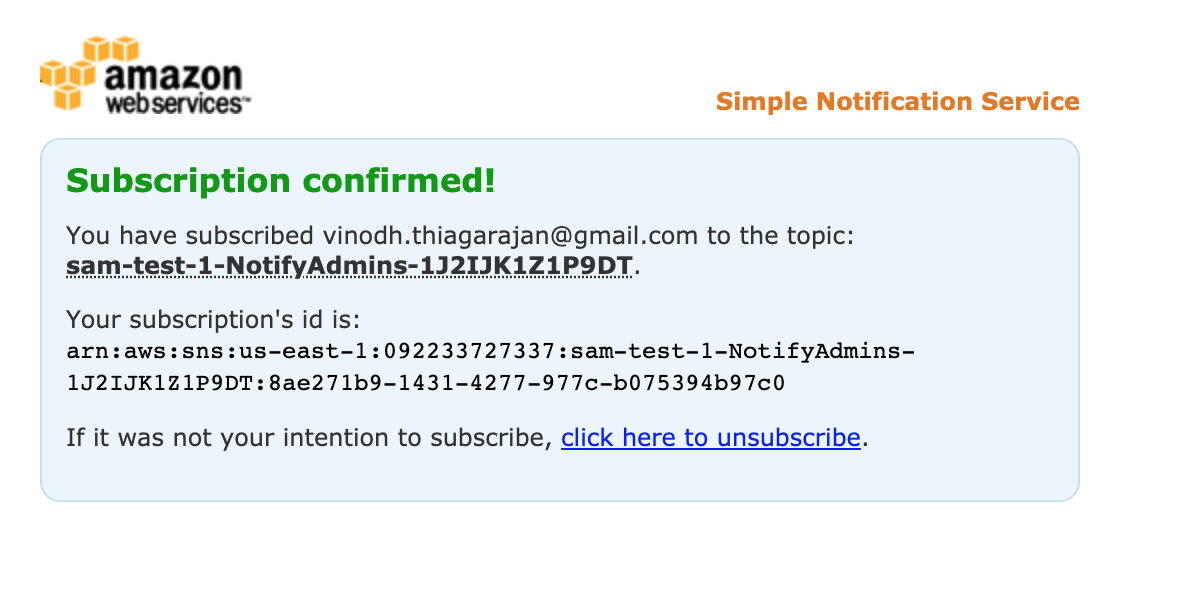 amazon
webservices™
Simple Notification Service
Subscription confirmed!
You have subscribed vinodh.thiagarajan@gmail.com to the topic:
sam-test-1-NotifyAdmins-1J2IJK1Z1P9DT.
Your subscription's id is:
arn:aws:sns:us-east-1:092233727337:sam-test-1-NotifyAdmins-
1J2IJK1Z1P9DT:8ae271b9-1431-4277-977c-b075394b97c0
If it was not your intention to subscribe, click here to unsubscribe.